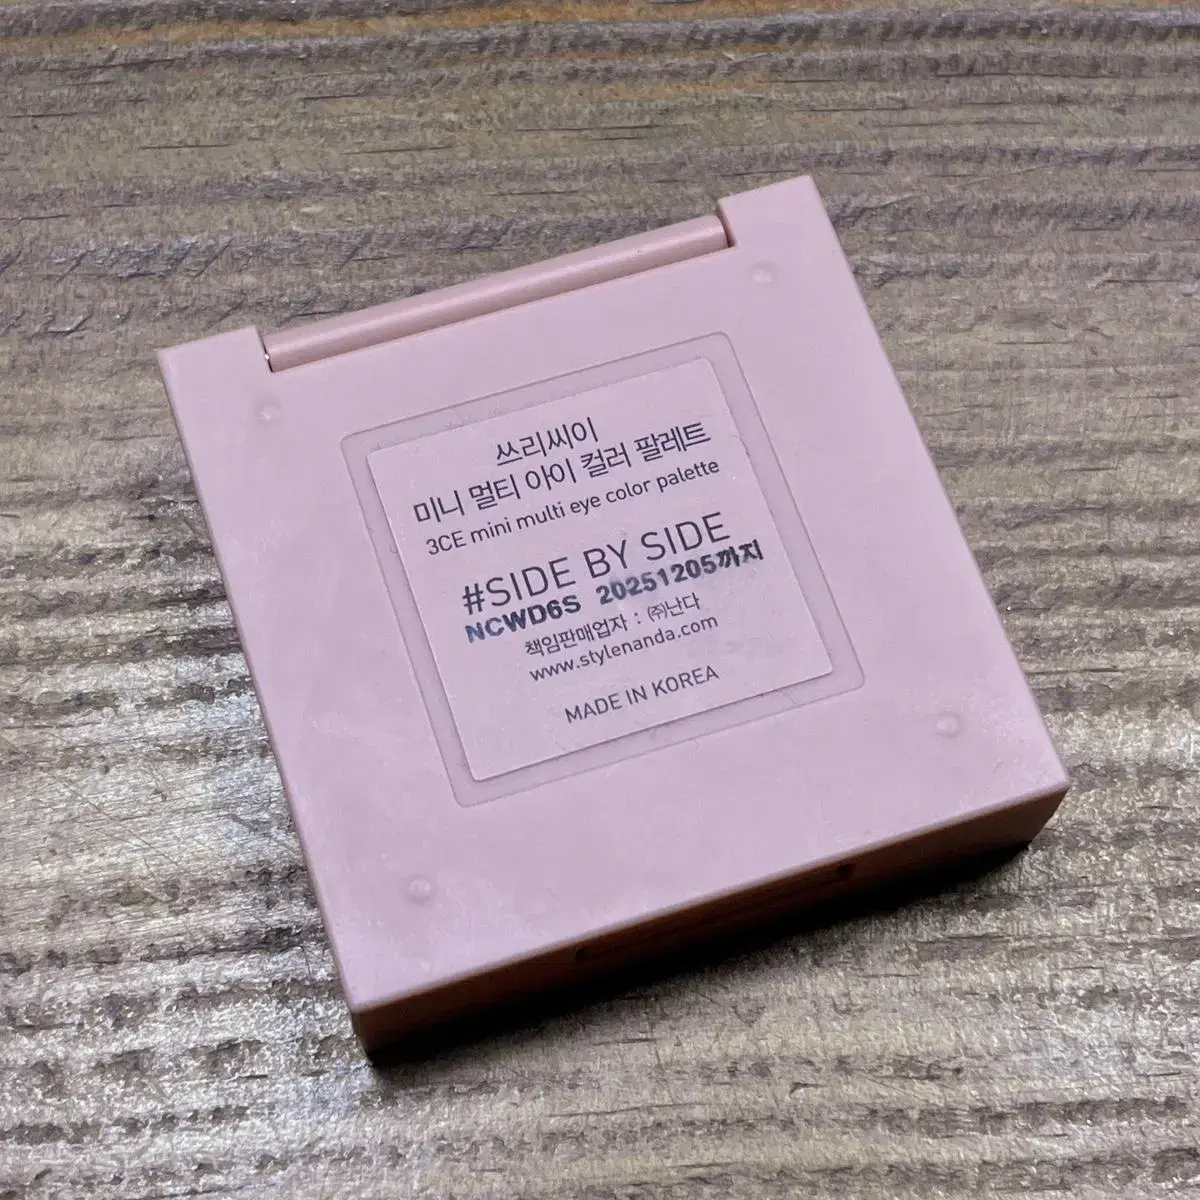 쓰리씨이
미니 멀티 아이 컬러 팔레트
3CE mini multi eye color palette
#SIDE BY SIDE
NCWD6S 20251205까지
책임판매업자 : ㈜난다
www.stylenanda.com
MADE IN KOREA